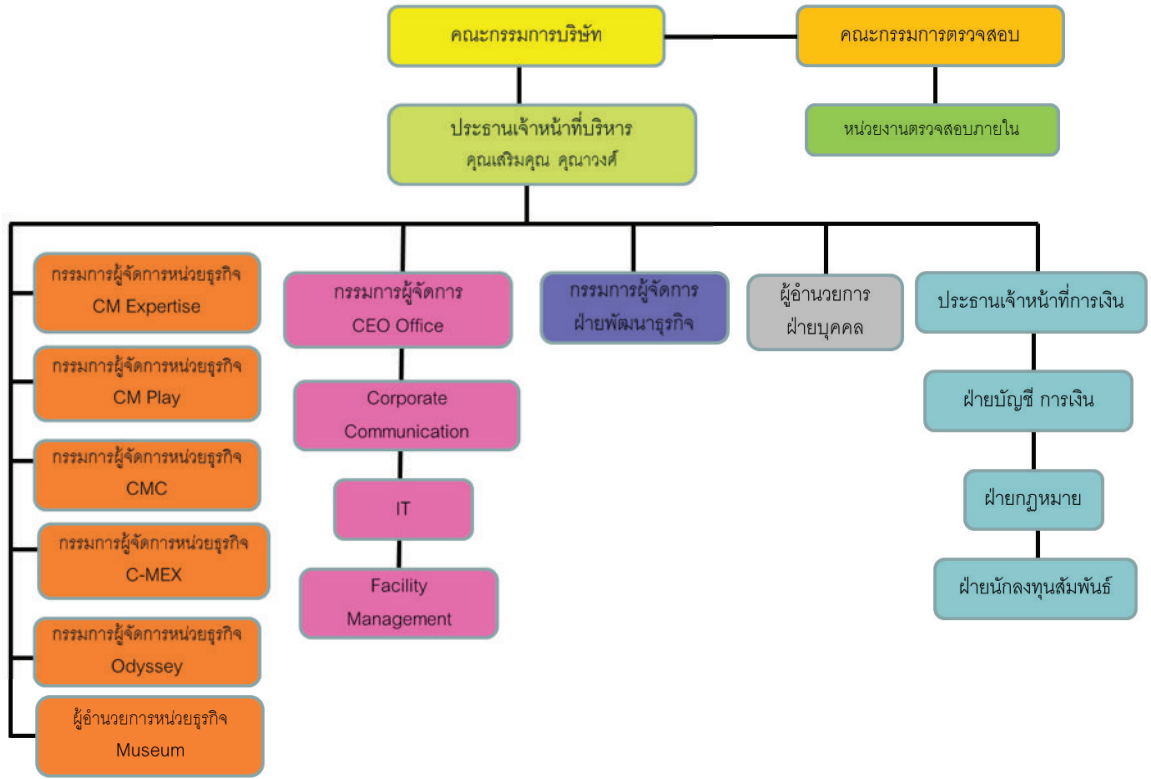 คณะกรรมการบริษัท
คณะกรรมการตรวจสอบ
ประธานเจ้าหน้าที่บริหาร
คุณเสริมคุณ คุณาวงศ์
หน่วยงานตรวจสอบภายใน
กรรมการผู้จัดการหน่วยธุรกิจ
CM Expertise
กรรมการผู้จัดการหน่วยธุรกิจ
CM Play
กรรมการผู้จัดการหน่วยธุรกิจ
CMC
กรรมการผู้จัดการหน่วยธุรกิจ
C-MEX
กรรมการผู้จัดการหน่วยธุรกิจ
Odyssey
ผู้อำนวยการหน่วยธุรกิจ
Museum
กรรมการผู้จัดการ
CEO Office
Corporate
Communication
IT
Facility
Management
กรรมการผู้จัดการ
ฝ่ายพัฒนาธุรกิจ
ผู้อำนวยการ
ฝ่ายบุคคล
ประธานเจ้าหน้าที่การเงิน
ฝ่ายบัญชี การเงิน
ฝ่ายกฎหมาย
ฝ่ายนักลงทุนสัมพันธ์